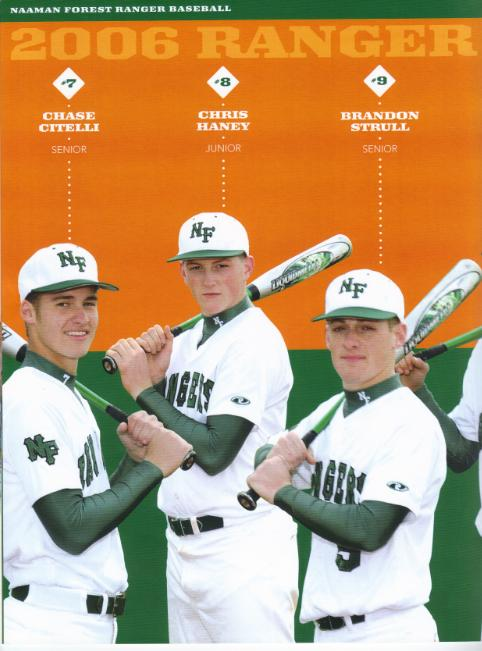 NAAMAN FOREST RANGER BASEBALL
2006 RANGER
#7
CHASE
CITELLI
SENIOR
#8
CHRIS
HANEY
JUNIOR
#9
BRANDON
STRULL
SENIOR
NF
NF
NF
NF
RANGERS